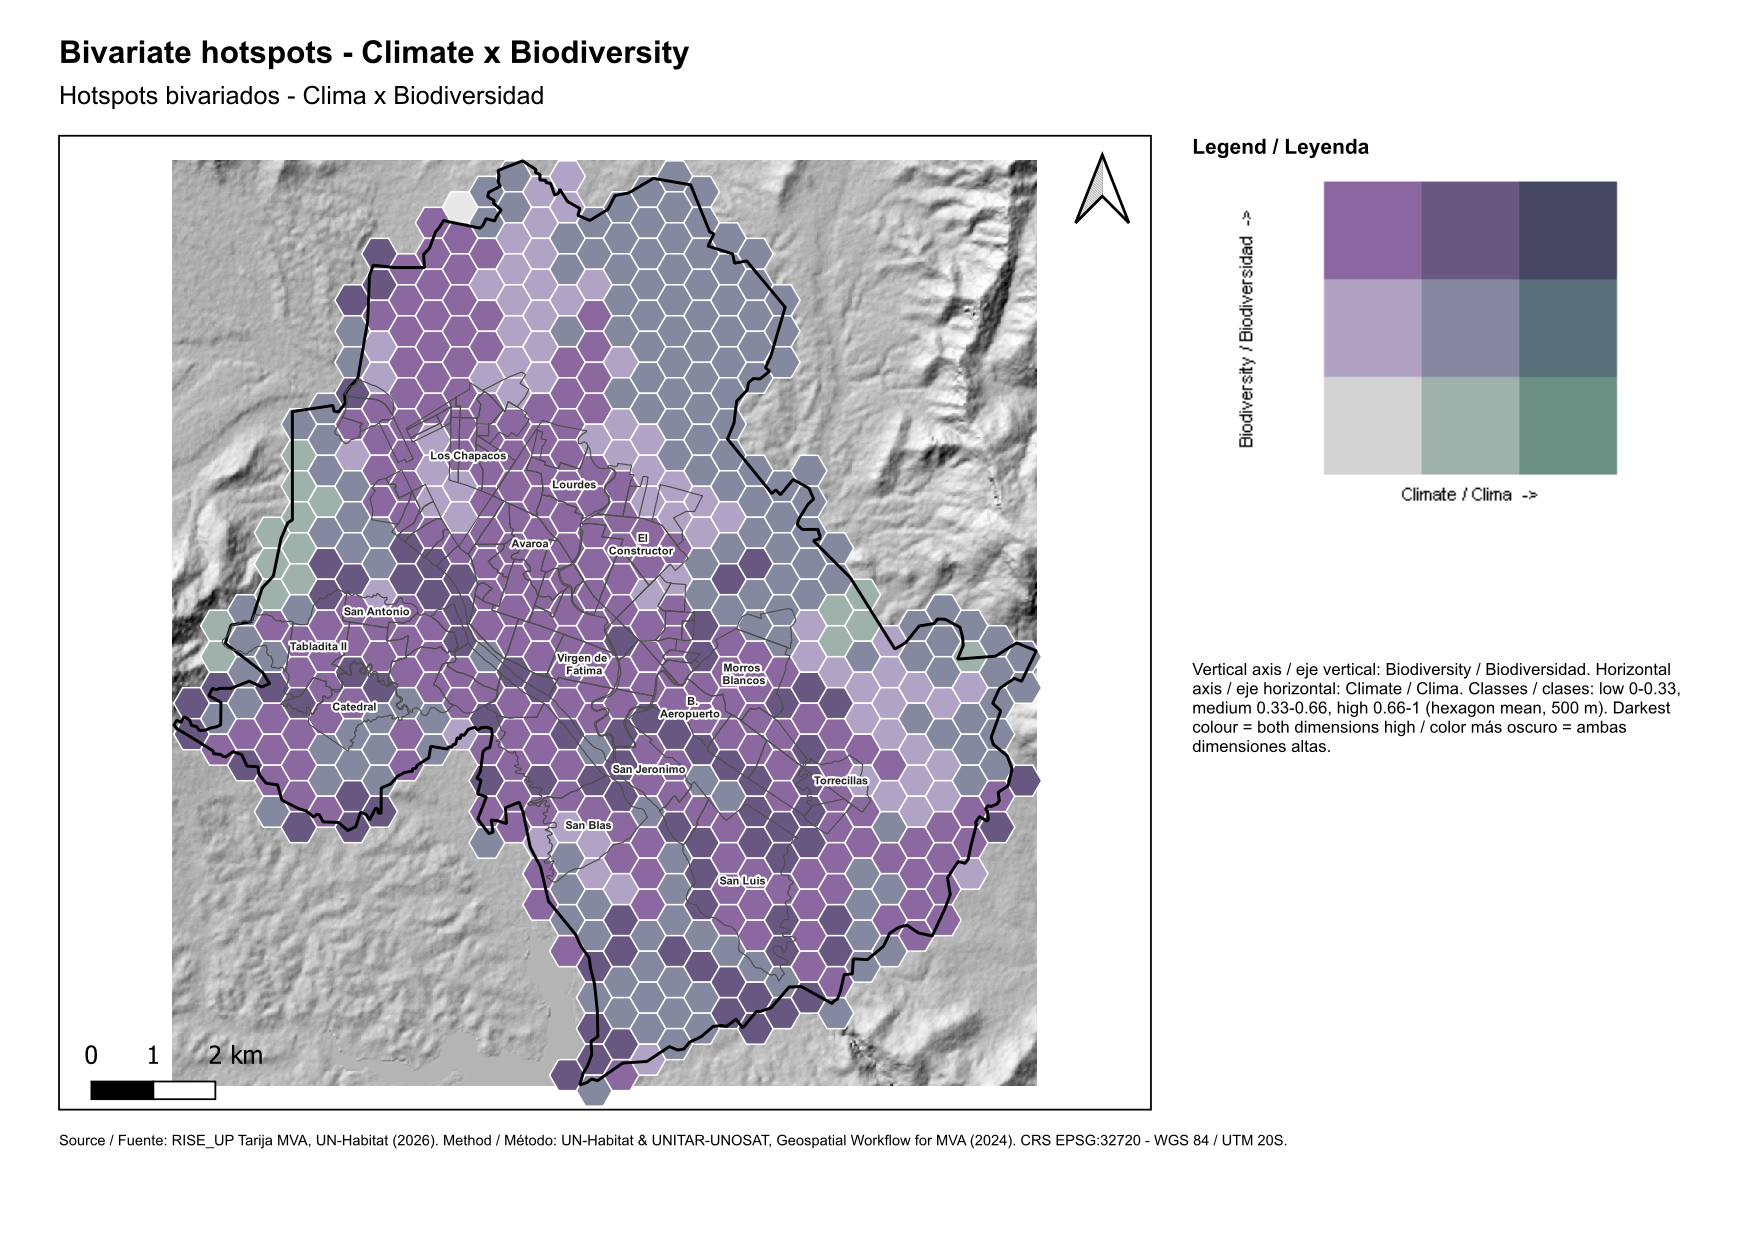 Bivariate hotspots - Climate x Biodiversity
Hotspots bivariados - Clima x Biodiversidad
Legend / Leyenda
Biodiversity / Biodiversidad ->
Climate / Clima ->
Los Chapacos
Lourdes
Avaroa
El
Constructor
San Antonio
Tabladita II
Virgen de
Fatima
Morros
Blancos
Catedral
B.
Aeropuerto
San Jeronimo
Torrecillas
San Blas
San Luis
Vertical axis / eje vertical: Biodiversity / Biodiversidad. Horizontal
axis / eje horizontal: Climate / Clima. Classes / clases: low 0-0.33,
medium 0.33-0.66, high 0.66-1 (hexagon mean, 500 m). Darkest
colour = both dimensions high / color más oscuro = ambas
dimensiones altas.
0 1 2 km
Source / Fuente: RISE_UP Tarija MVA, UN-Habitat (2026). Method / Método: UN-Habitat & UNITAR-UNOSAT, Geospatial Workflow for MVA (2024). CRS EPSG:32720 - WGS 84 / UTM 20S.